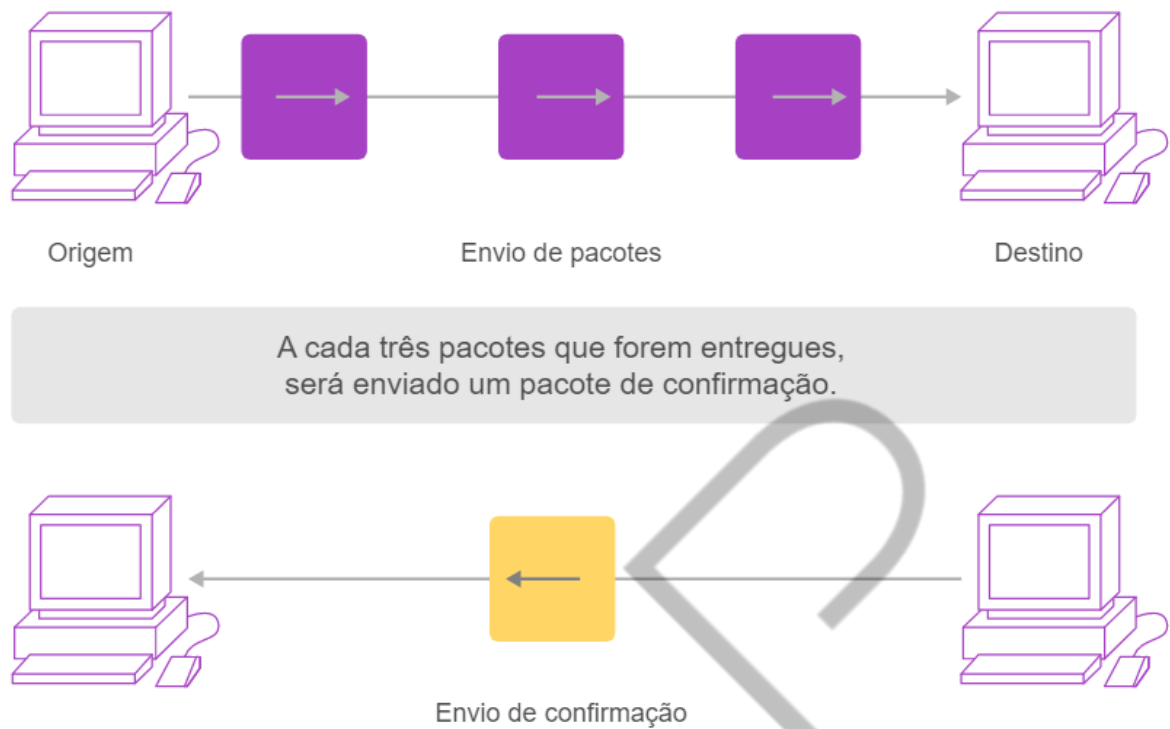 Origem
Envio de pacotes
Destino
A cada três pacotes que forem entregues,
será enviado um pacote de confirmação.
Envio de confirmação